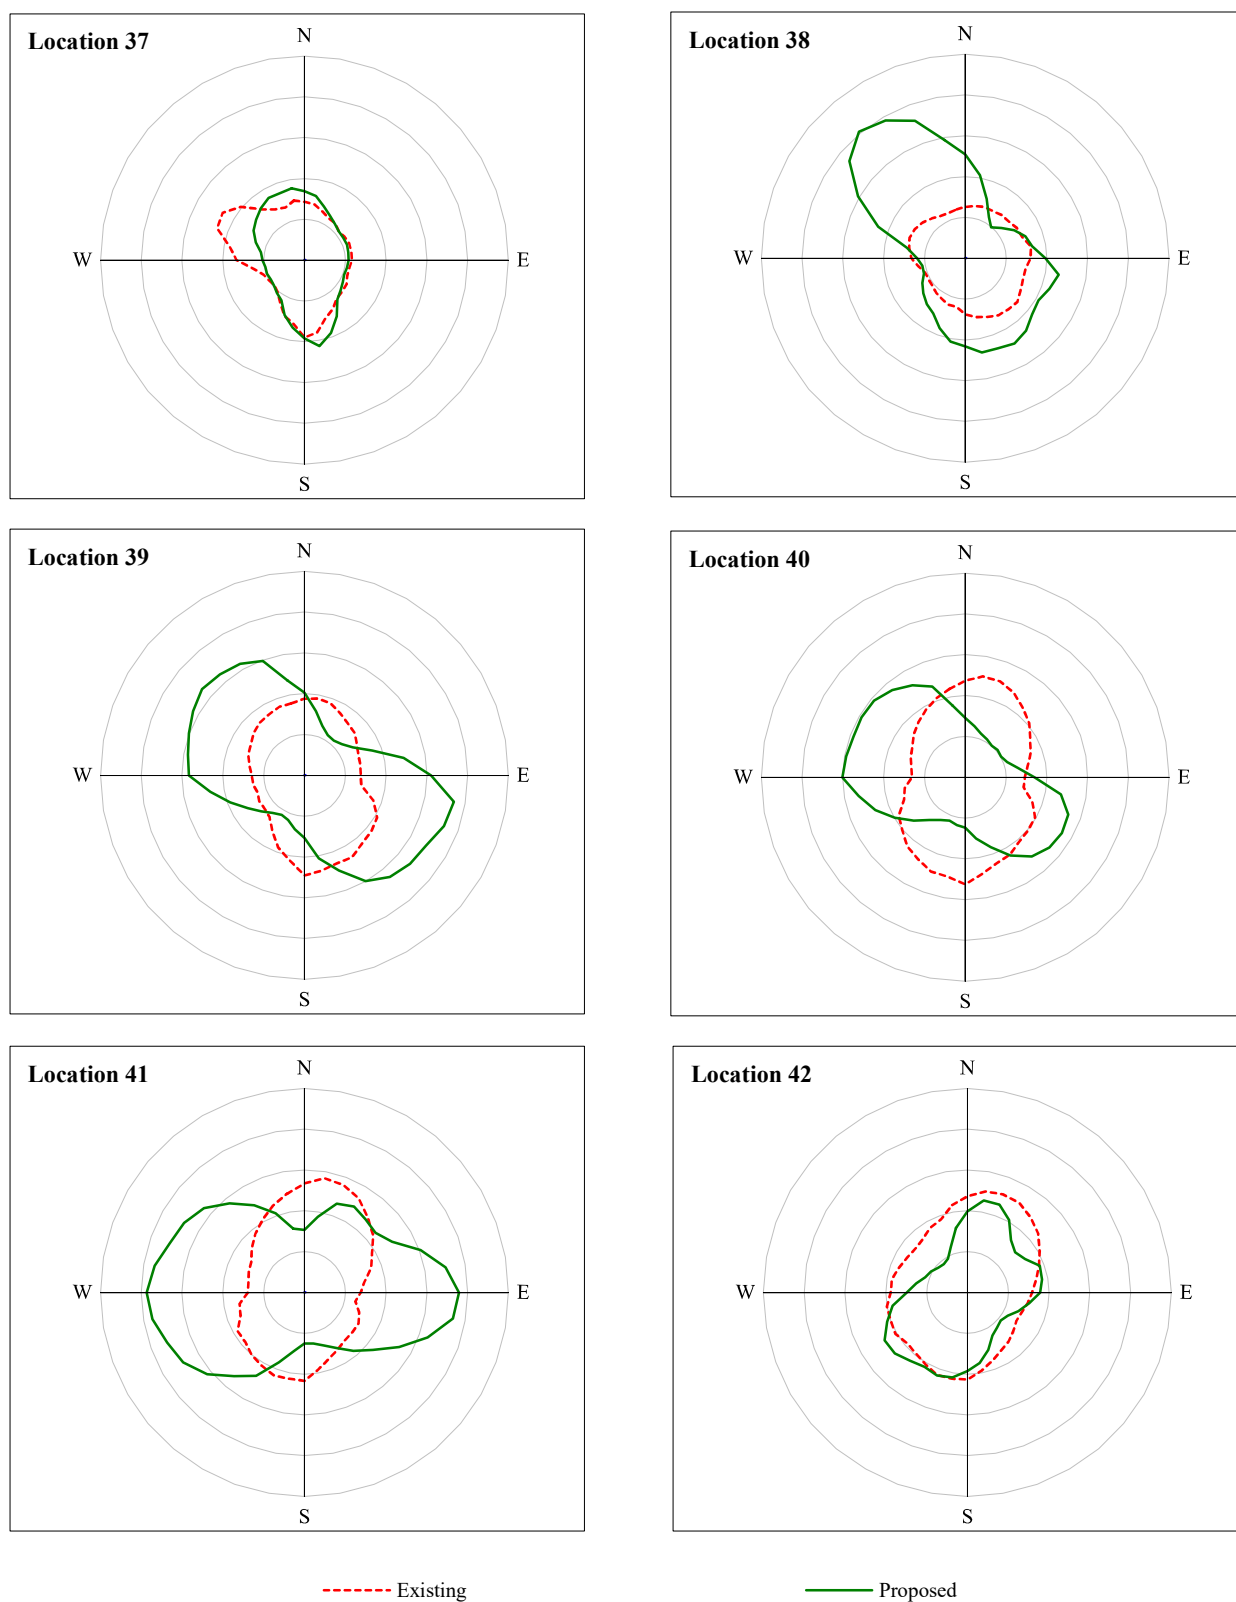 Location 37
N
W
E
S
Location 38
N
W
E
S
Location 39
N
W
E
S
Location 40
N
W
E
S
Location 41
N
W
E
S
Location 42
N
W
E
S
Existing
Proposed